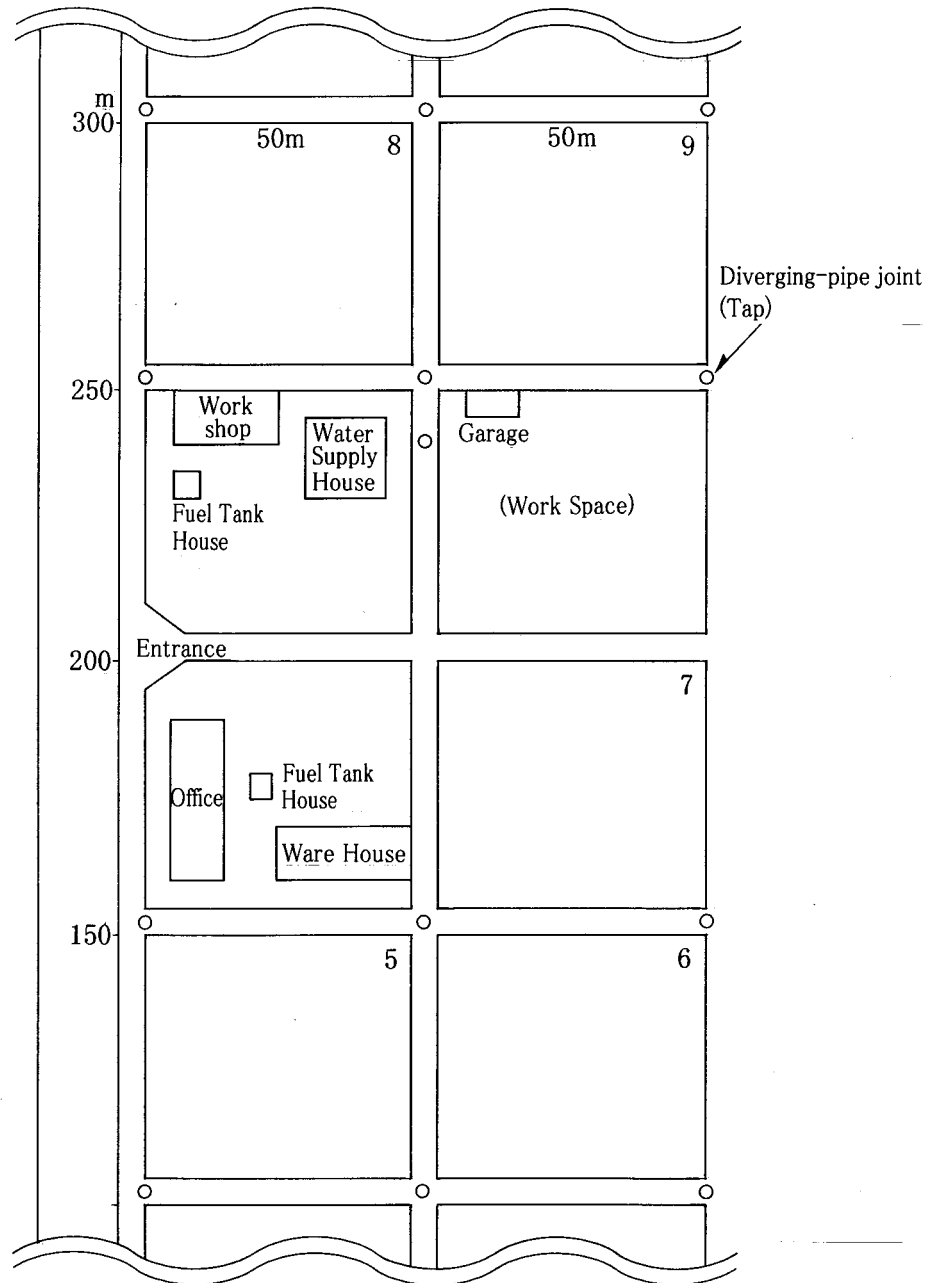 m
300
50m
8
50m
9
Diverging-pipe joint
(Tap)
250
Work
shop
Water
Supply
House
Garage
Fuel Tank
House
(Work Space)
Entrance
200
7
Office
Fuel Tank
House
Ware House
150
5
6